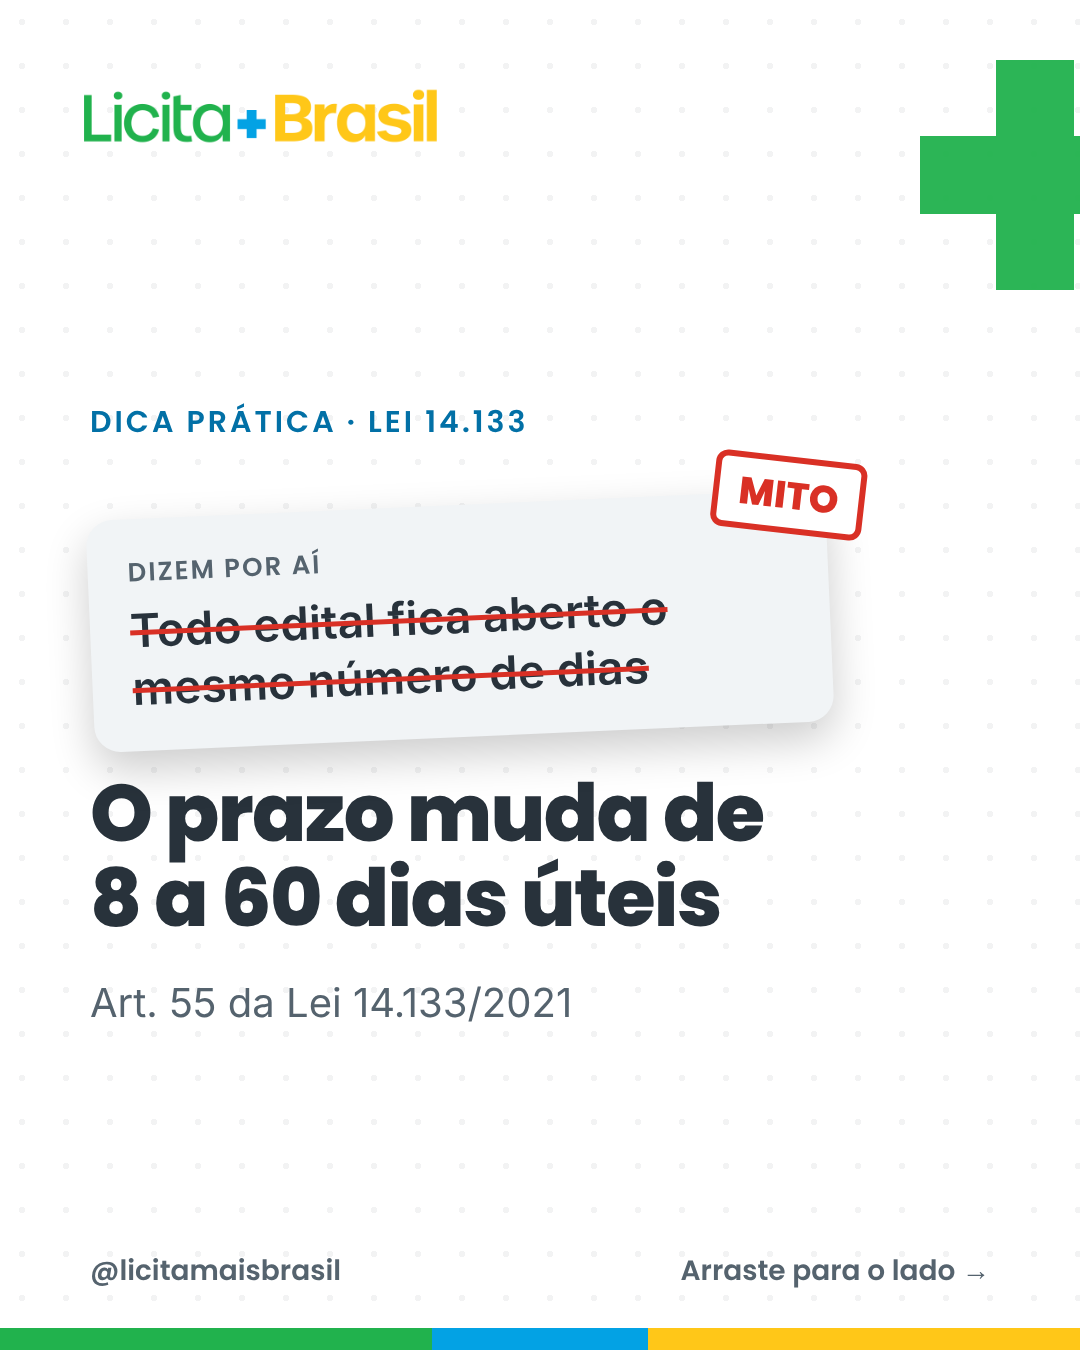 Licita+Brasil
DICA PRÁTICA · LEI 14.133
MITO
DIZEM POR AÍ
Todo edital fica aberto o
mesmo número de dias
O prazo muda de
8 a 60 dias úteis
Art. 55 da Lei 14.133/2021
@licitamaisbrasil
Arraste para o lado →